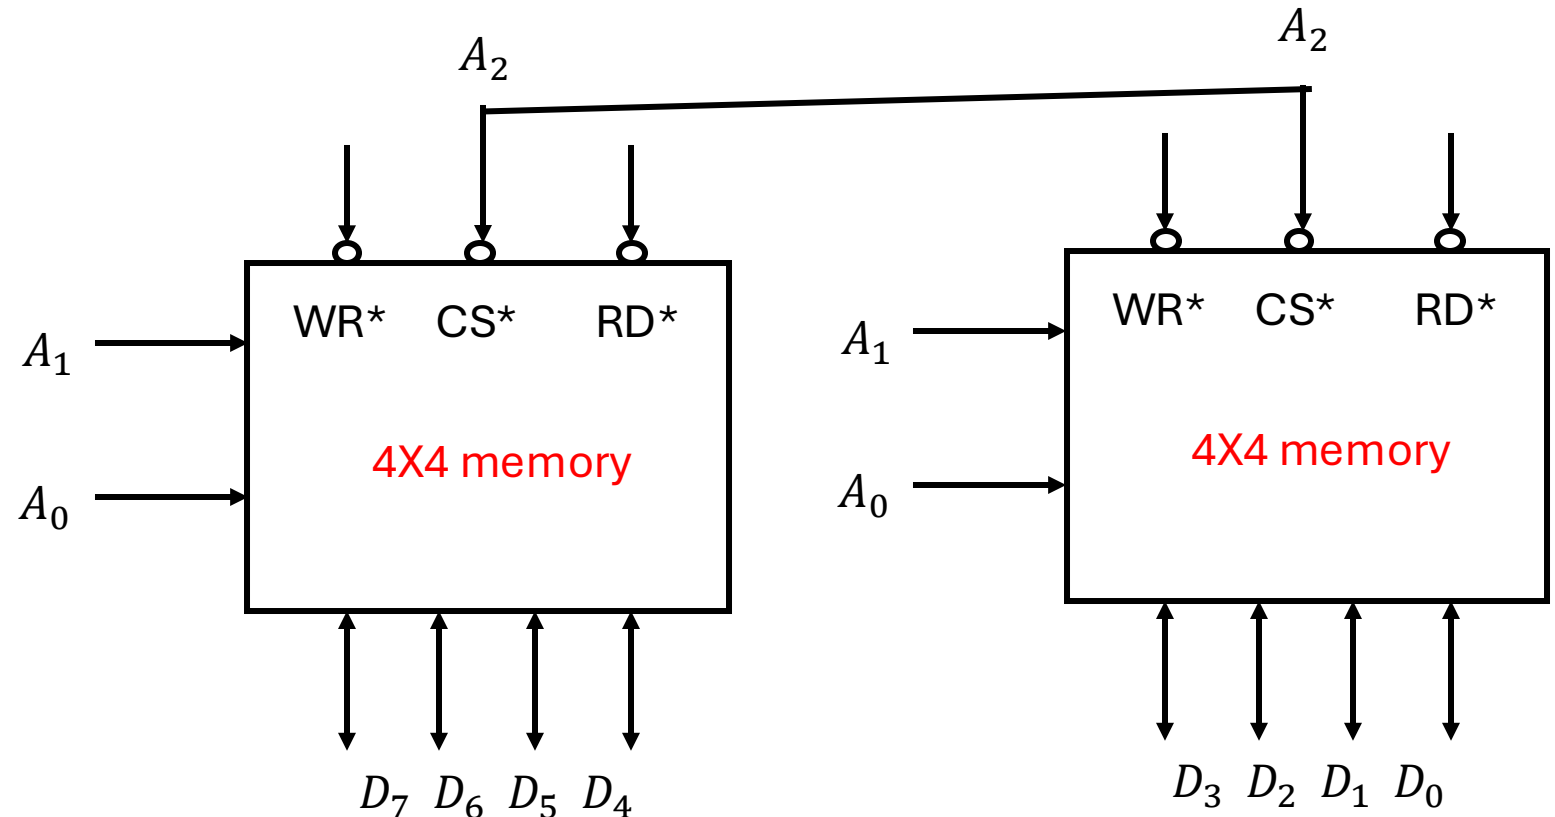 A₂
A₂
WR* CS* RD*
WR* CS* RD*
A₁
A₁
4X4 memory
4X4 memory
A₀
A₀
D₇ D₆ D₅ D₄
D₃ D₂ D₁ D₀